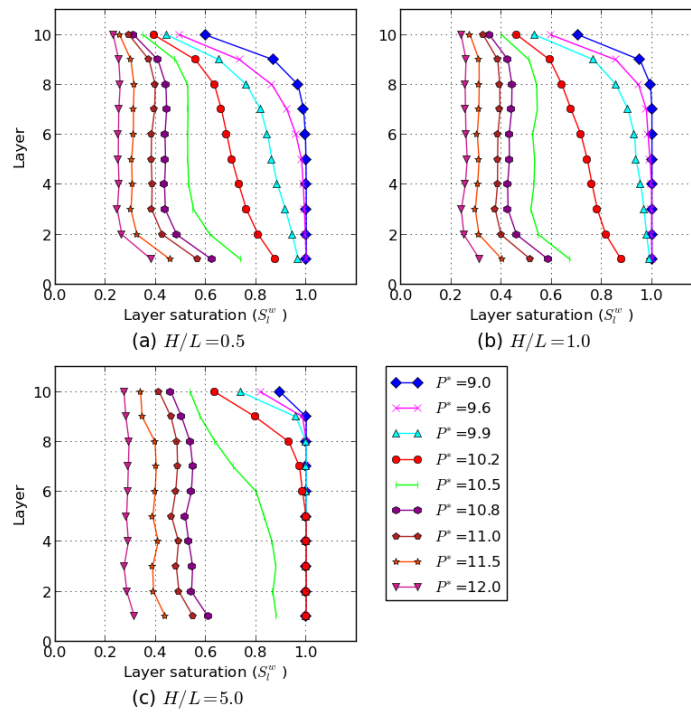 10
8
6
4
2
0
Layer
0.0 0.2 0.4 0.6 0.8 1.0
Layer saturation (S_l^w )
(a) H/L=0.5
10
8
6
4
2
0
0.0 0.2 0.4 0.6 0.8 1.0
Layer saturation (S_l^w )
(b) H/L=1.0
10
8
6
4
2
0
Layer
0.0 0.2 0.4 0.6 0.8 1.0
Layer saturation (S_l^w )
(c) H/L=5.0
P*=9.0
P*=9.6
P*=9.9
P*=10.2
P*=10.5
P*=10.8
P*=11.0
P*=11.5
P*=12.0